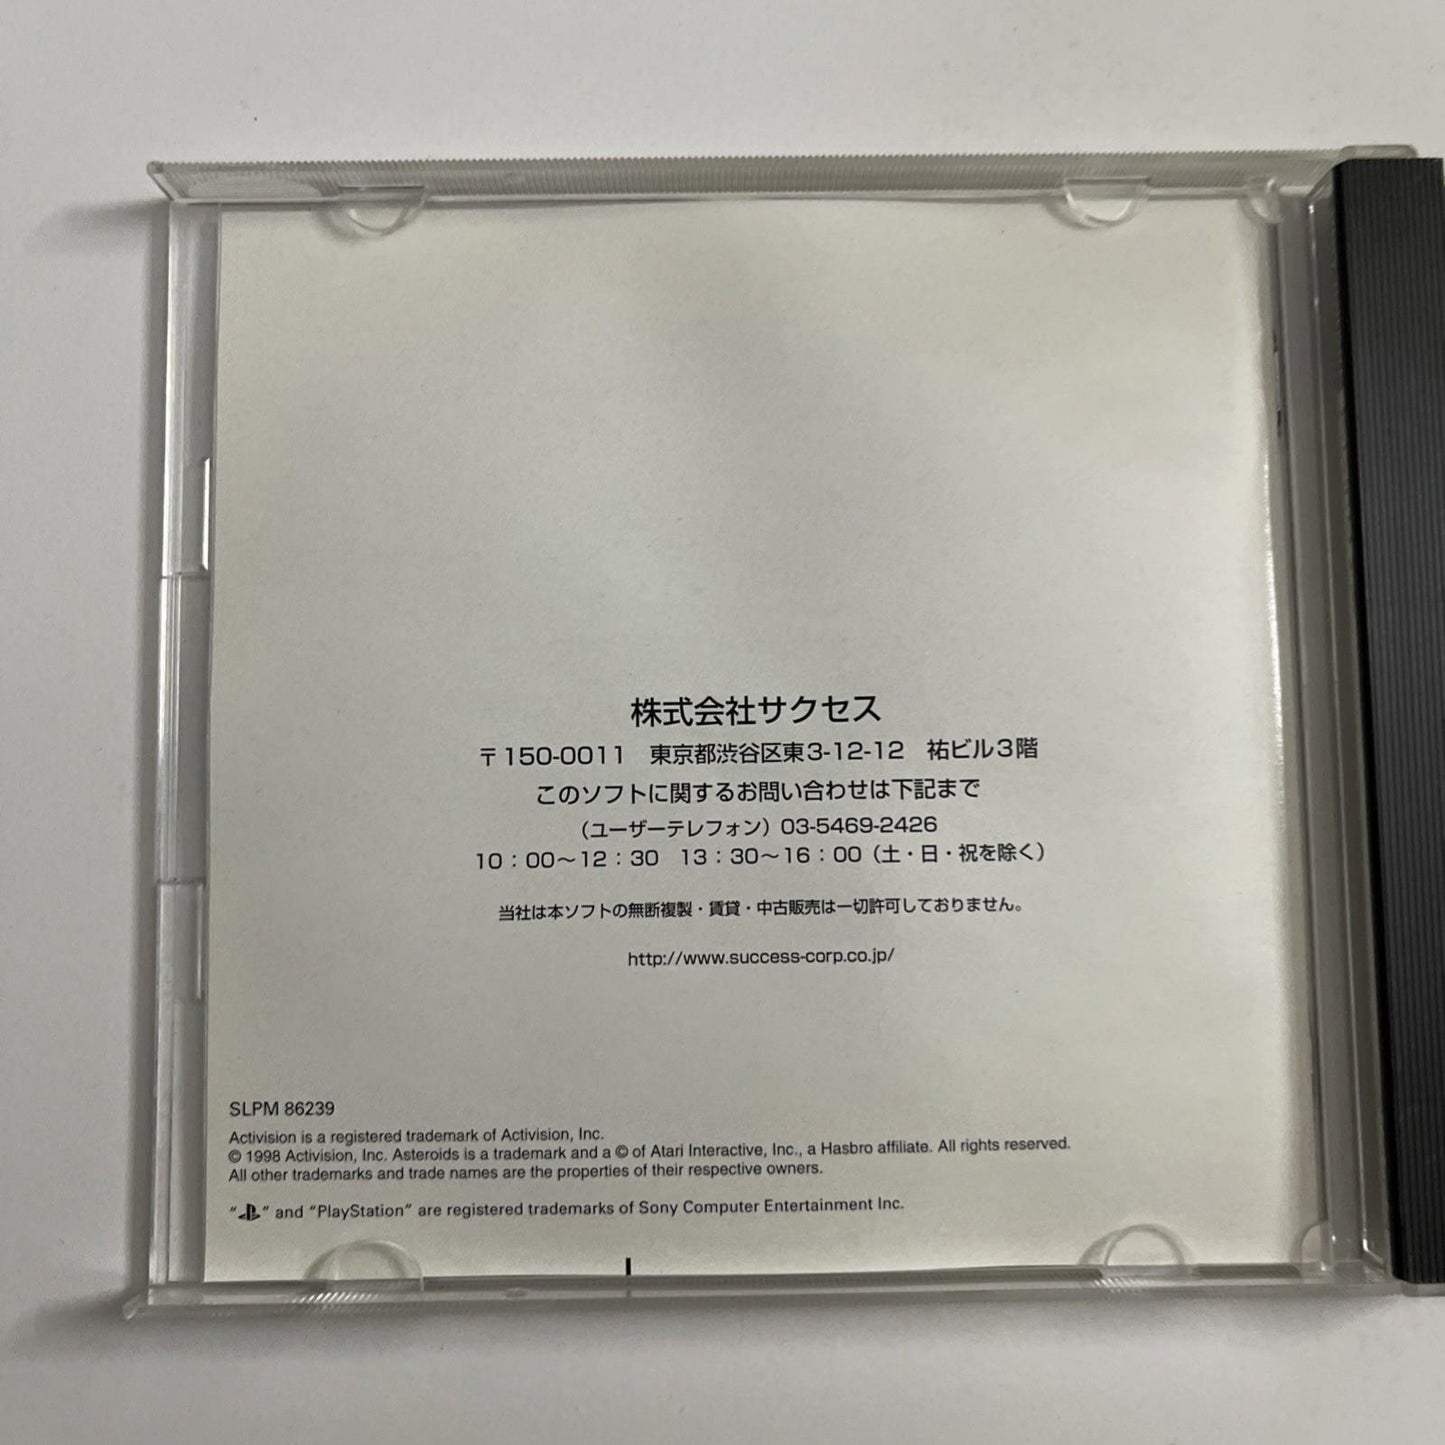 株式会社サクセス
〒150-0011　東京都渋谷区東3-12-12　祐ビル3階
このソフトに関するお問い合わせは下記まで
（ユーザーテレフォン）03-5469-2426
10：00〜12：30　13：30〜16：00（土・日・祝を除く）
当社は本ソフトの無断複製・賃貸・中古販売は一切許可しておりません。
http://www.success-corp.co.jp/
SLPM 86239
Activision is a registered trademark of Activision, Inc.
© 1998 Activision, Inc. Asteroids is a trademark and a © of Atari Interactive, Inc., a Hasbro affiliate. All rights reserved.
All other trademarks and trade names are the properties of their respective owners.
“ ” and “PlayStation” are registered trademarks of Sony Computer Entertainment Inc.